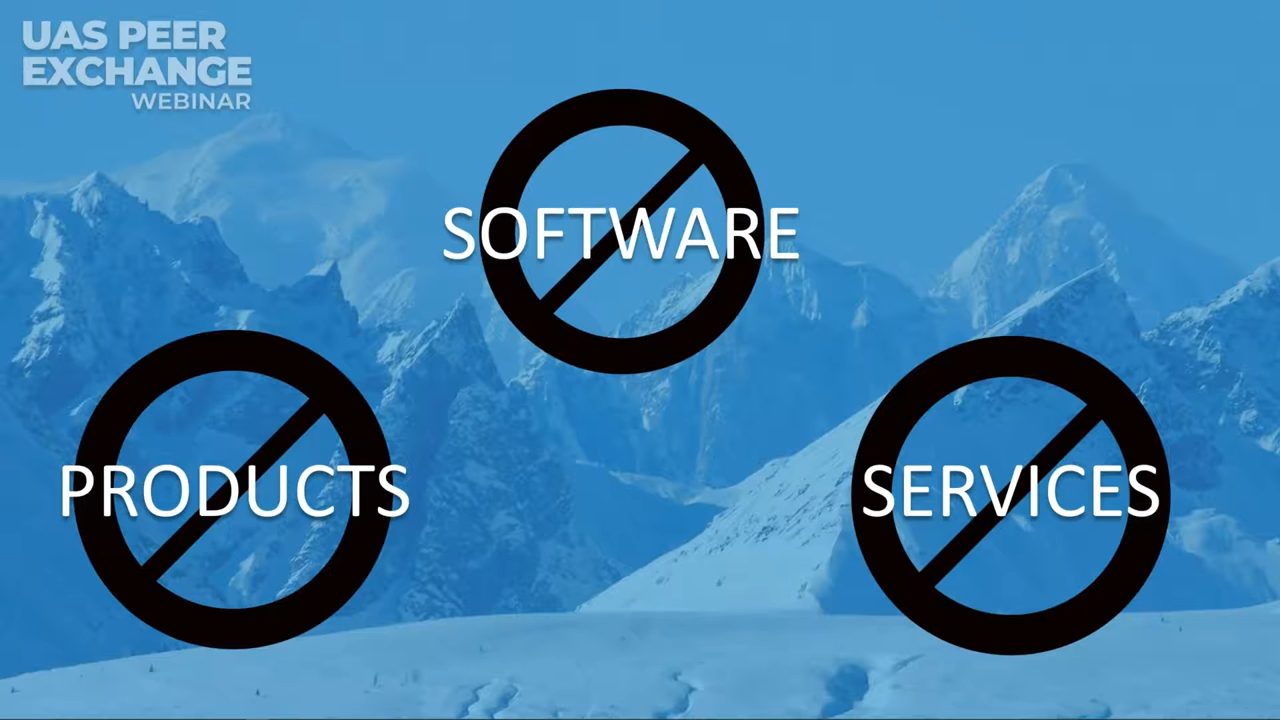 UAS PEER
EXCHANGE
WEBINAR
SOFTWARE
PRODUCTS
SERVICES